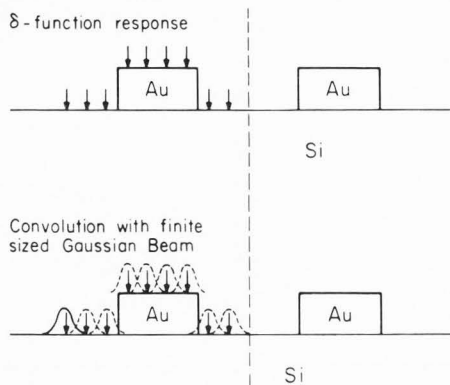 δ-function response
Au
Au
Si
Convolution with finite
sized Gaussian Beam
Au
Au
Si